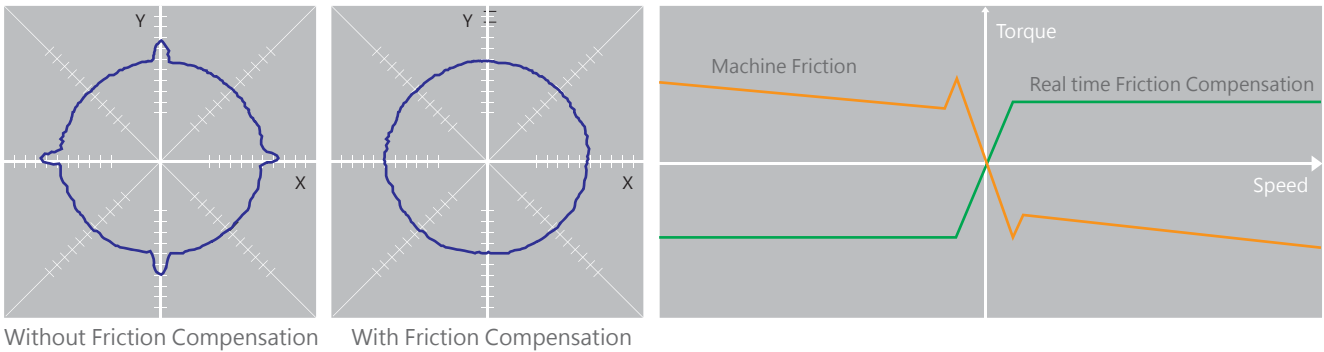 Y
X
Without Friction Compensation
Y
X
With Friction Compensation
Torque
Machine Friction
Real time Friction Compensation
Speed